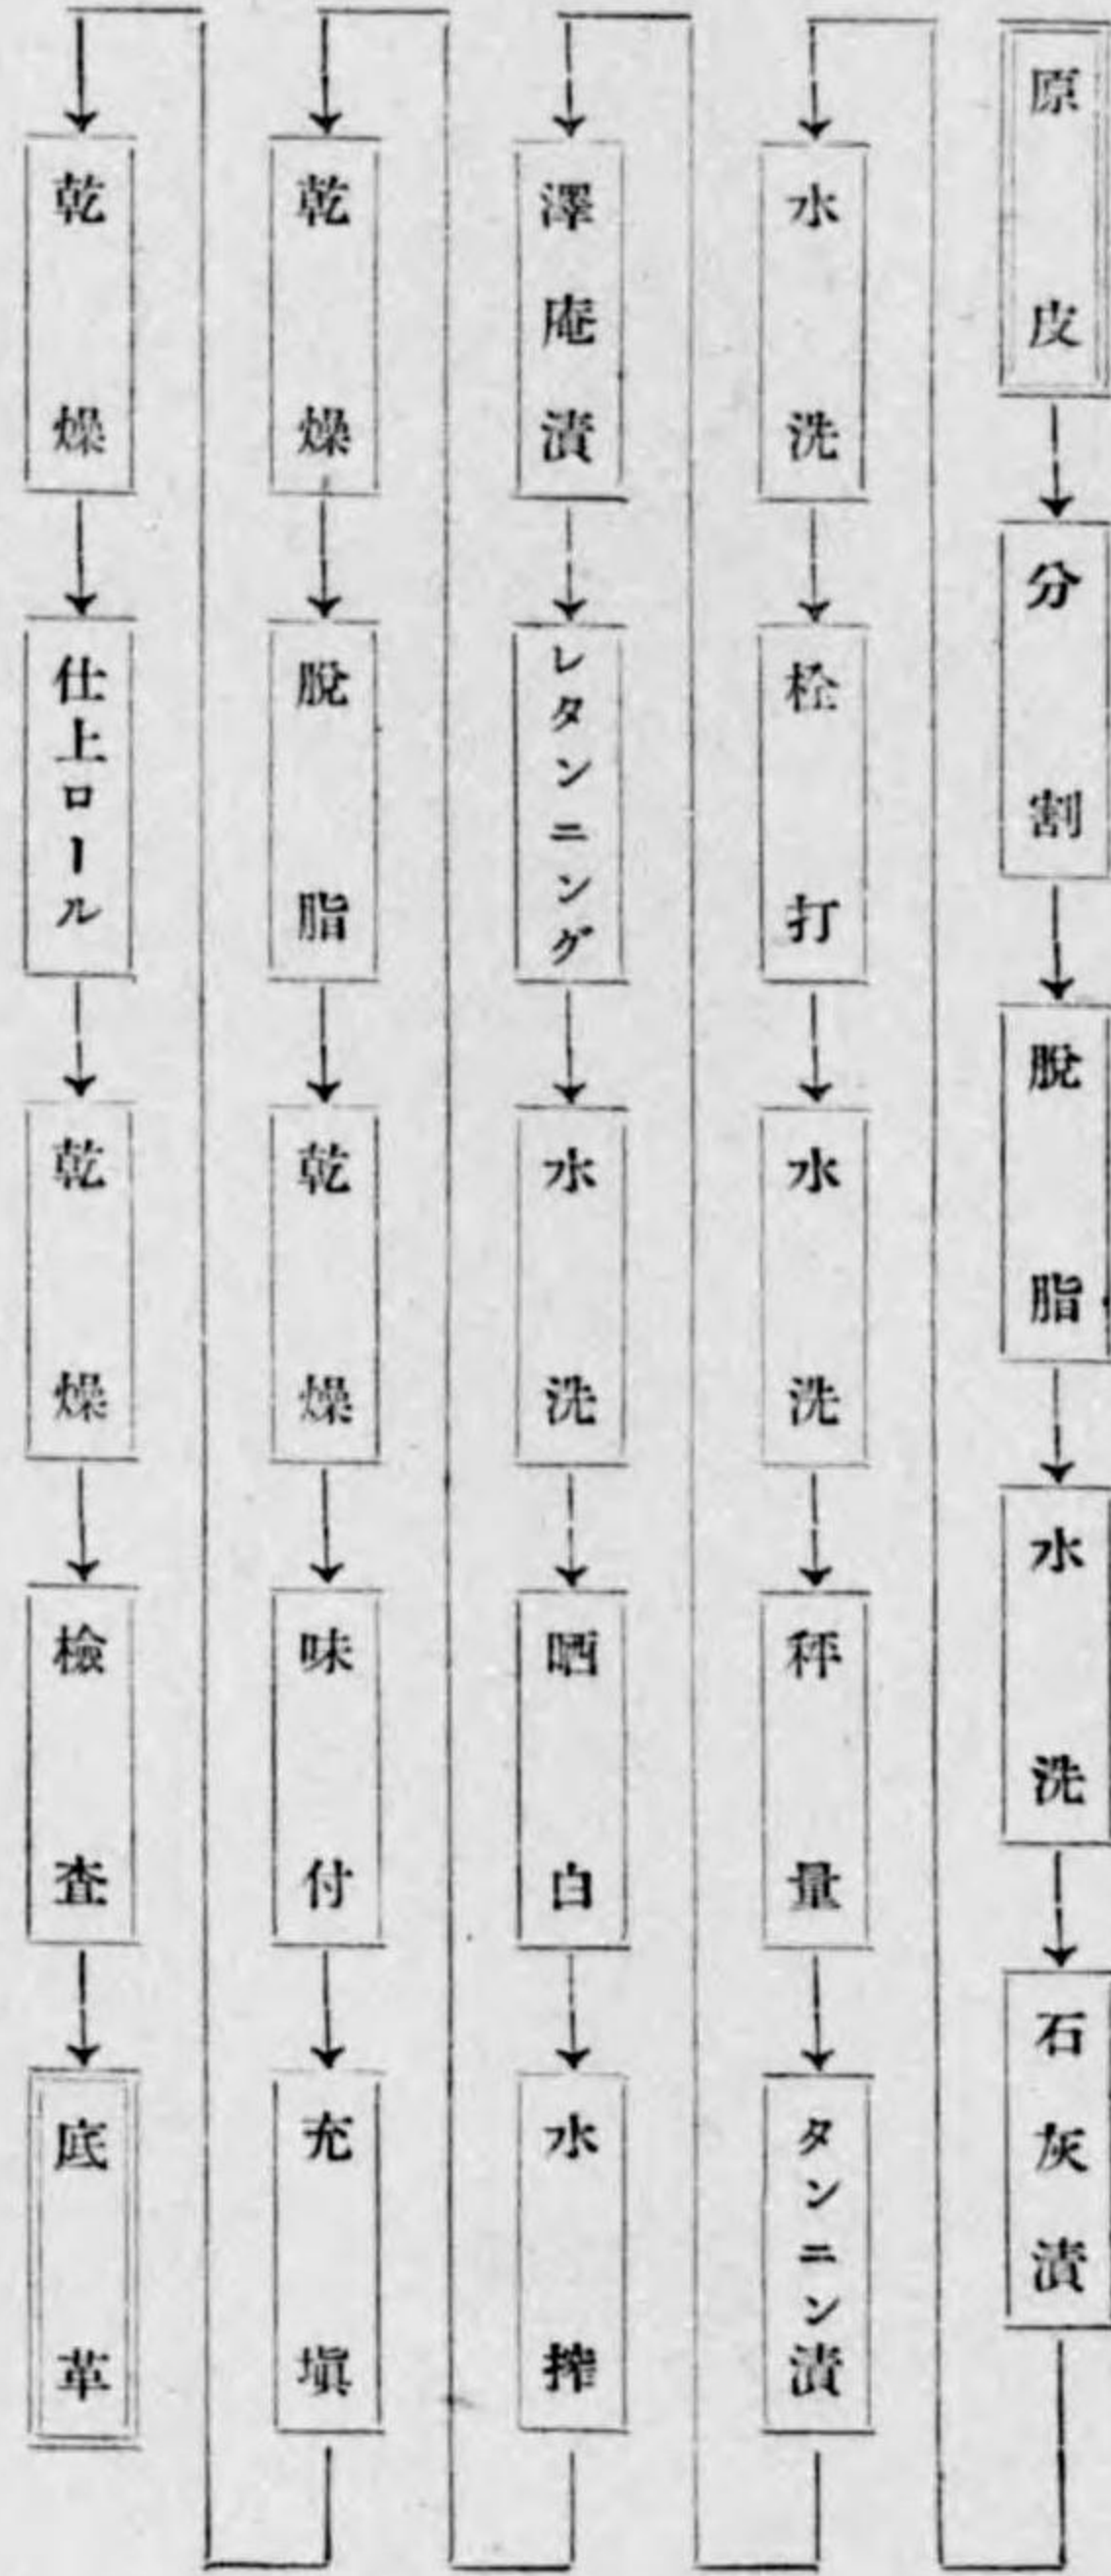 原皮
分割
脫脂
水洗
石灰漬
水洗
栓打
水洗
秤量
タンニン漬
澤庵漬
レタンニング
水洗
晒白
水搾
乾燥
脫脂
乾燥
味付
充塡
乾燥
仕上ロール
乾燥
檢査
底革